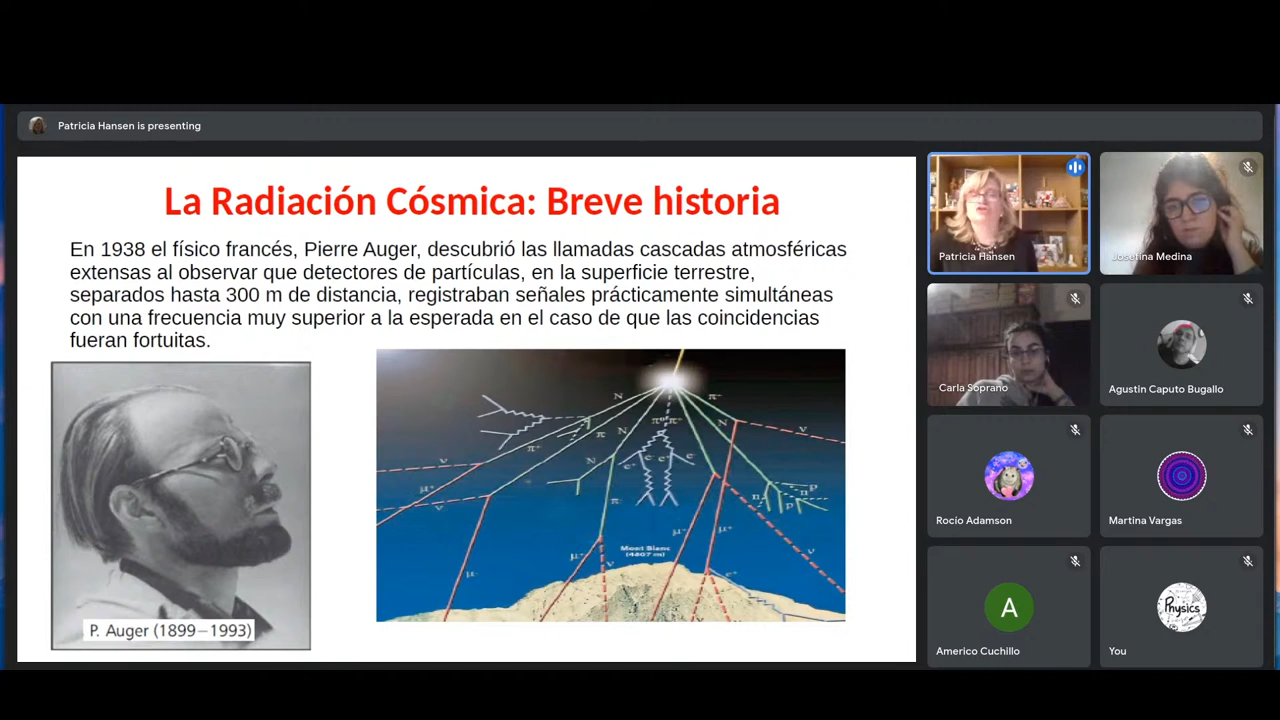 Patricia Hansen is presenting
La Radiación Cósmica: Breve historia
En 1938 el físico francés, Pierre Auger, descubrió las llamadas cascadas atmosféricas
extensas al observar que detectores de partículas, en la superficie terrestre,
separados hasta 300 m de distancia, registraban señales prácticamente simultáneas
con una frecuencia muy superior a la esperada en el caso de que las coincidencias
fueran fortuitas.
P. Auger (1899–1993)
Mont Blanc
(4807 m)
Patricia Hansen
Josefina Medina
Carla Soprano
Agustin Caputo Bugallo
Rocío Adamson
Martina Vargas
A
Americo Cuchillo
Physics
You